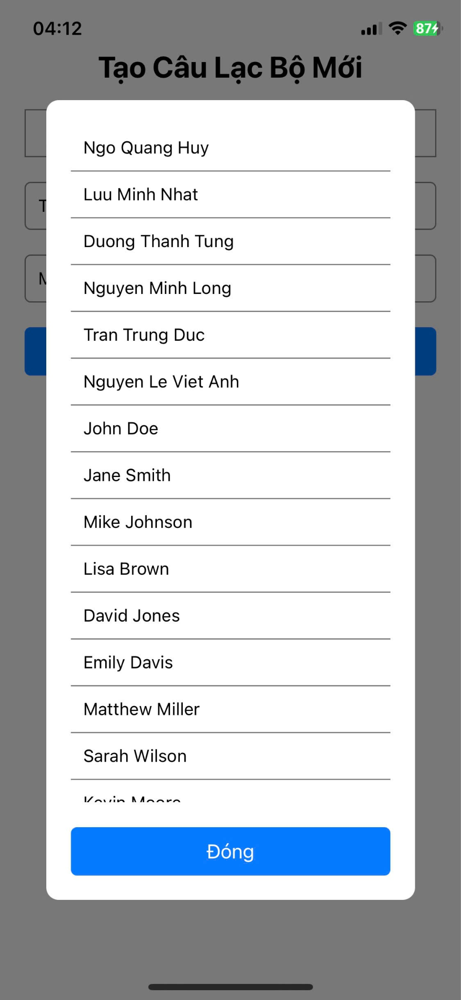 04:12
87
Tạo Câu Lạc Bộ Mới
T
M
Ngo Quang Huy
Luu Minh Nhat
Duong Thanh Tung
Nguyen Minh Long
Tran Trung Duc
Nguyen Le Viet Anh
John Doe
Jane Smith
Mike Johnson
Lisa Brown
David Jones
Emily Davis
Matthew Miller
Sarah Wilson
Kevin Moore
Đóng